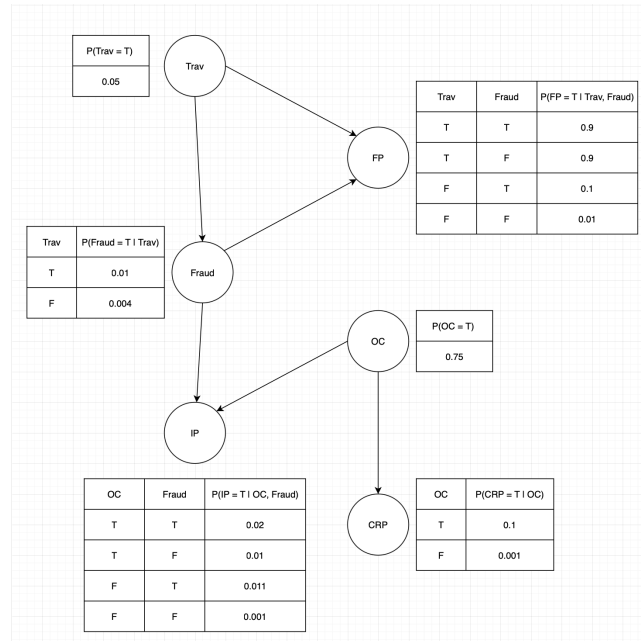 P(Trav = T)
0.05
Trav
Trav Fraud P(FP = T I Trav, Fraud)
T T 0.9
T F 0.9
F T 0.1
F F 0.01
FP
Trav P(Fraud = T I Trav)
T 0.01
F 0.004
Fraud
OC
P(OC = T)
0.75
IP
OC Fraud P(IP = T I OC, Fraud)
T T 0.02
T F 0.01
F T 0.011
F F 0.001
CRP
OC P(CRP = T I OC)
T 0.1
F 0.001